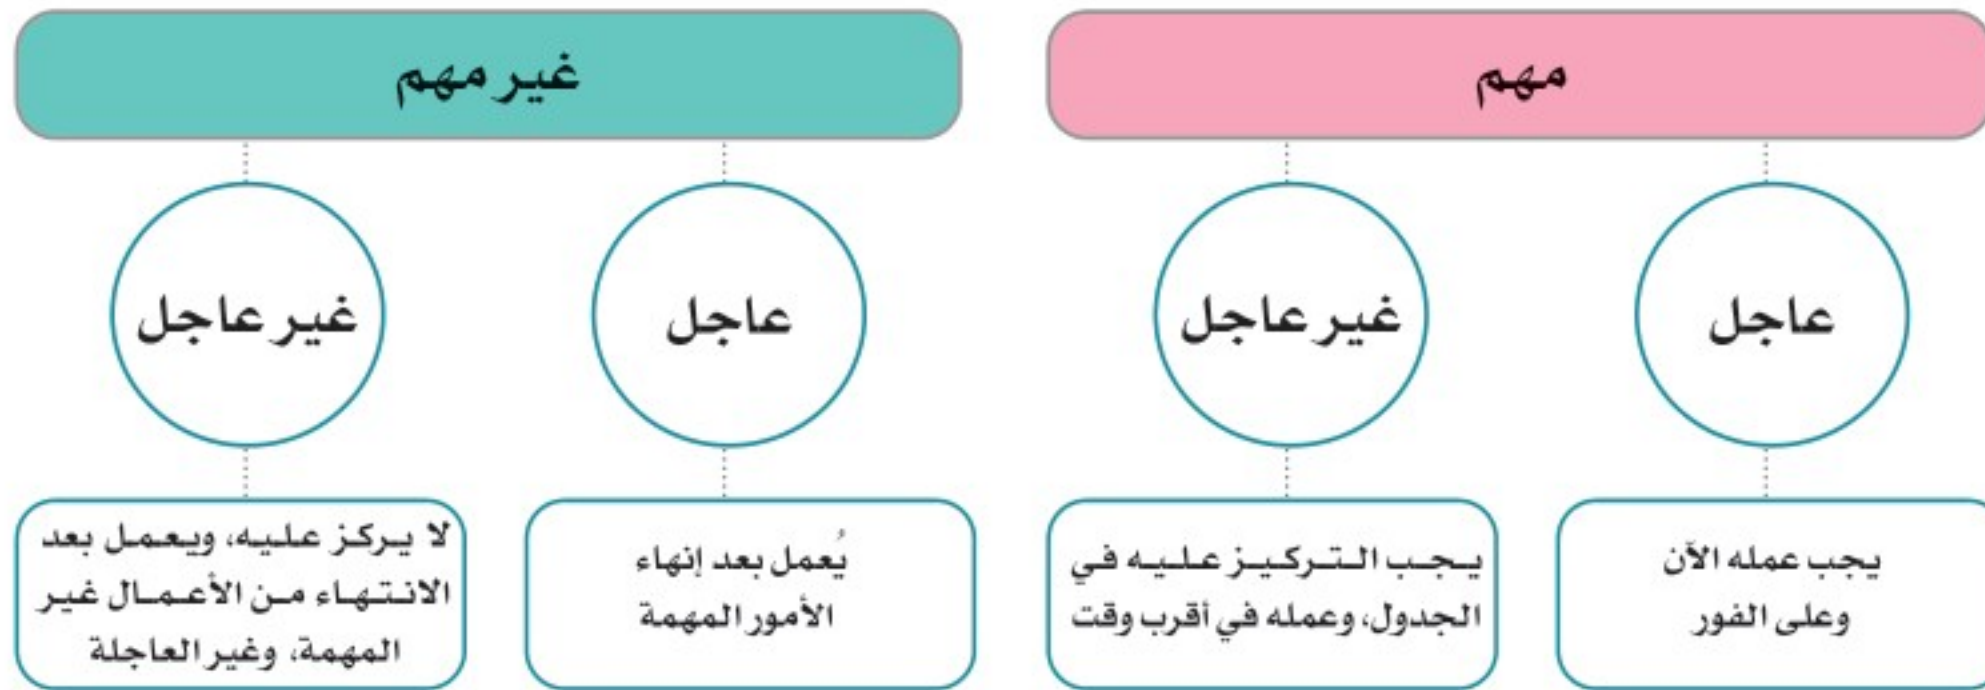 مهم
غير مهم
عاجل
غير عاجل
عاجل
غير عاجل
يجب عمله الآن
وعلى الفور
يجب التركيز عليه في
الجدول، وعمله في أقرب وقت
يُعمل بعد إنهاء
الأمور المهمة
لا يركز عليه، ويعمل بعد
الانتهاء من الأعمال غير
المهمة، وغير العاجلة